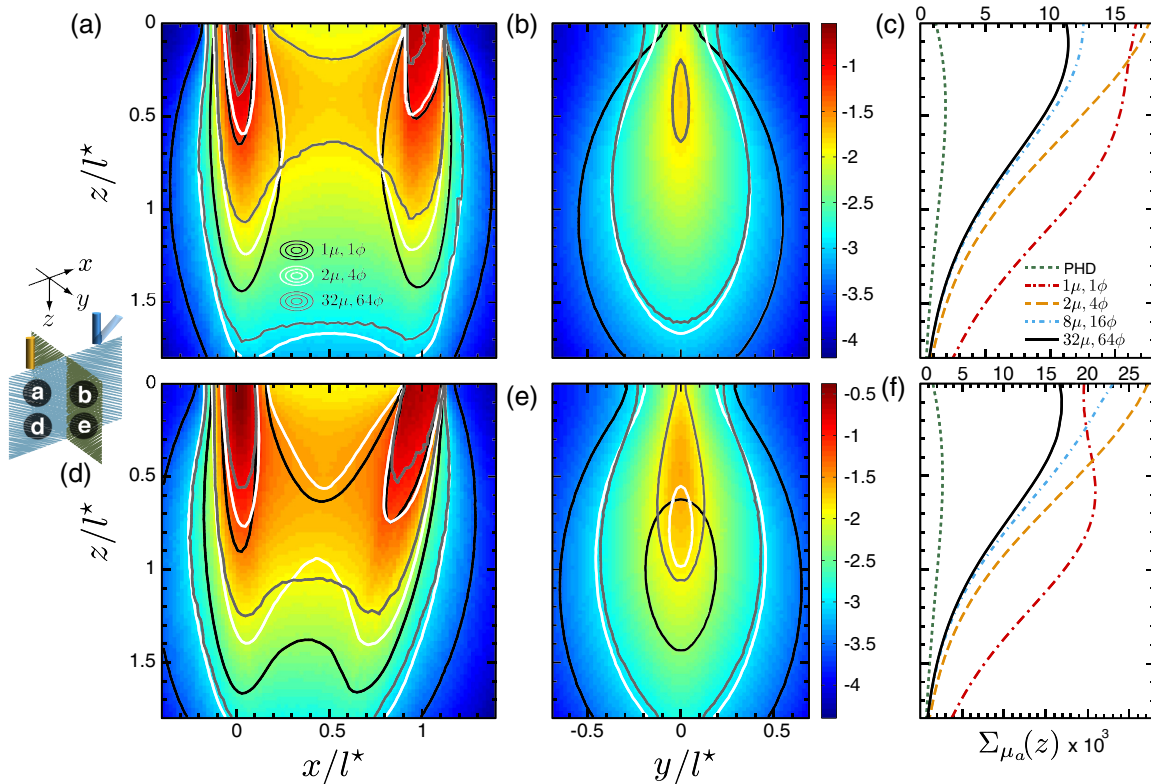 (a)
(b)
(c)
0 5 10 15
0
0.5
1
1.5
z/l⋆
1μ, 1ϕ
2μ, 4ϕ
32μ, 64ϕ
-1
-1.5
-2
-2.5
-3
-3.5
-4
PHD
1μ, 1ϕ
2μ, 4ϕ
8μ, 16ϕ
32μ, 64ϕ
x
y
z
a
b
d
e
(d)
(e)
(f)
0 5 10 15 20 25
0
0.5
1
1.5
z/l⋆
-0.5
-1
-1.5
-2
-2.5
-3
-3.5
-4
0 0.5 1
x/l⋆
-0.5 0 0.5
y/l⋆
Σμa(z) x 10³